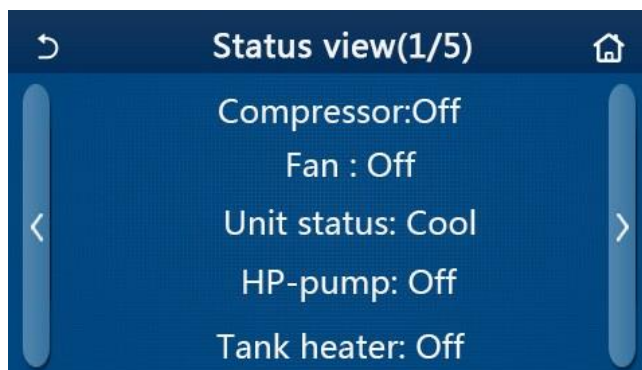 Status view(1/5)
Compressor:Off
Fan : Off
Unit status: Cool
HP-pump: Off
Tank heater: Off